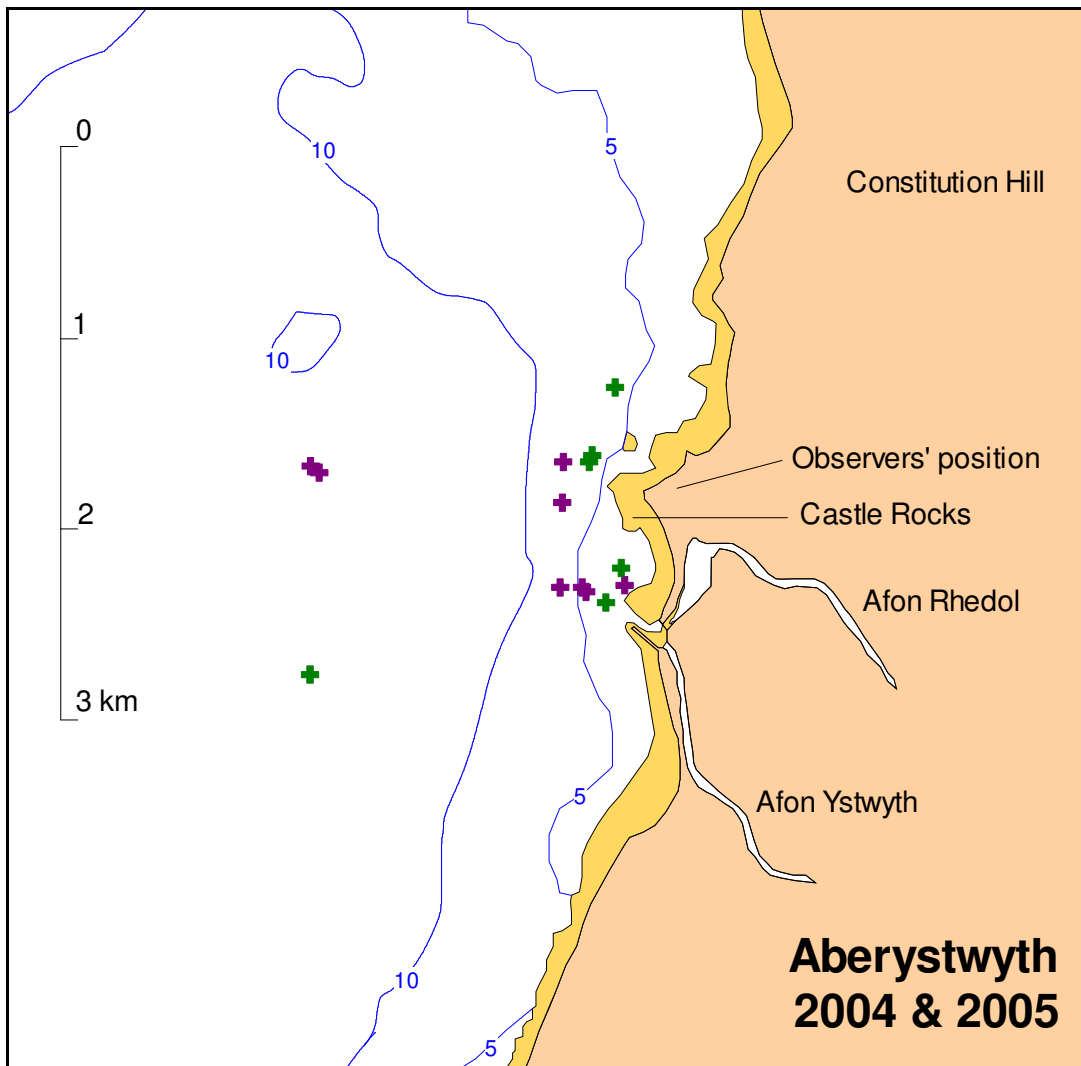 0
10
5
Constitution Hill
1
10
Observers' position
2
Castle Rocks
Afon Rhedol
3 km
5
Afon Ystwyth
10
5
Aberystwyth
2004 & 2005